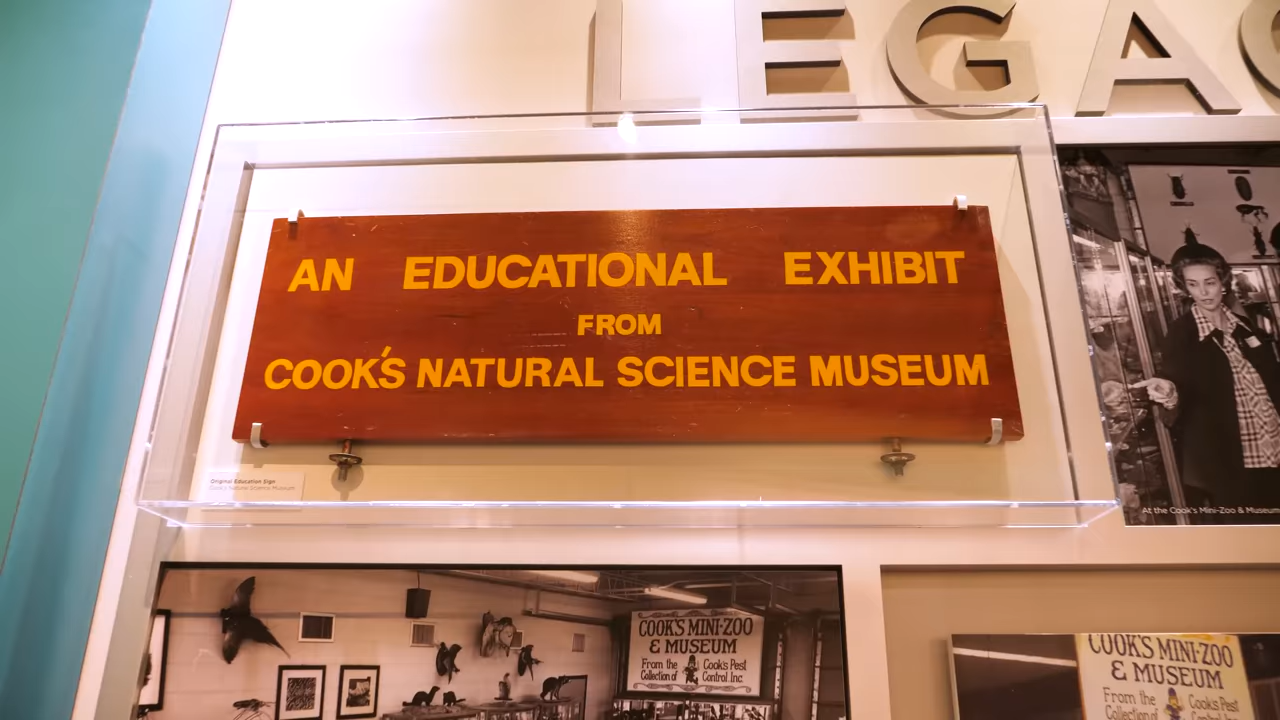 LEGAC
AN EDUCATIONAL EXHIBIT
FROM
COOK'S NATURAL SCIENCE MUSEUM
Original Education Sign
Cook's Natural Science Museum
At the Cook's Mini-Zoo & Museum
COOK'S MINI-ZOO
& MUSEUM
From the Cook's Pest
Collection of Control, Inc
COOK'S MINI-ZOO
& MUSEUM
From the Cook's Pest
Collection of Control